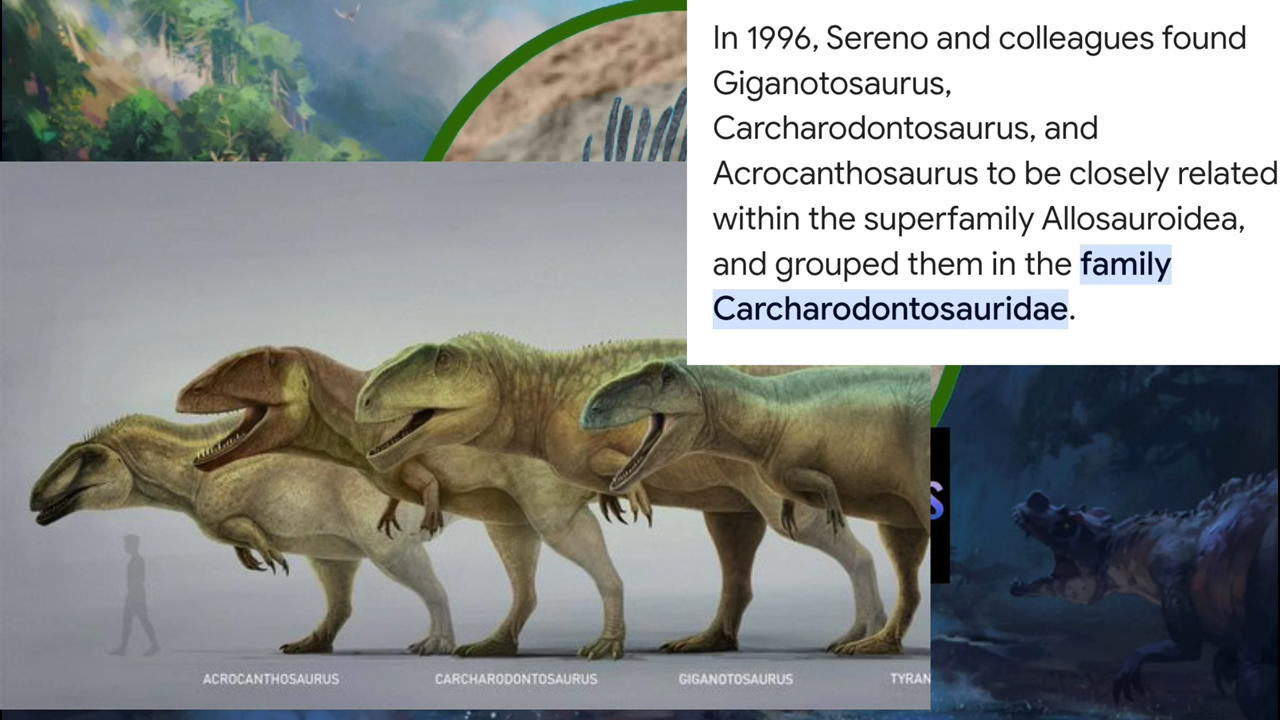 In 1996, Sereno and colleagues found
Giganotosaurus,
Carcharodontosaurus, and
Acrocanthosaurus to be closely related
within the superfamily Allosauroidea,
and grouped them in the family
Carcharodontosauridae.
S
ACROCANTHOSAURUS
CARCHARODONTOSAURUS
GIGANOTOSAURUS
TYRAN